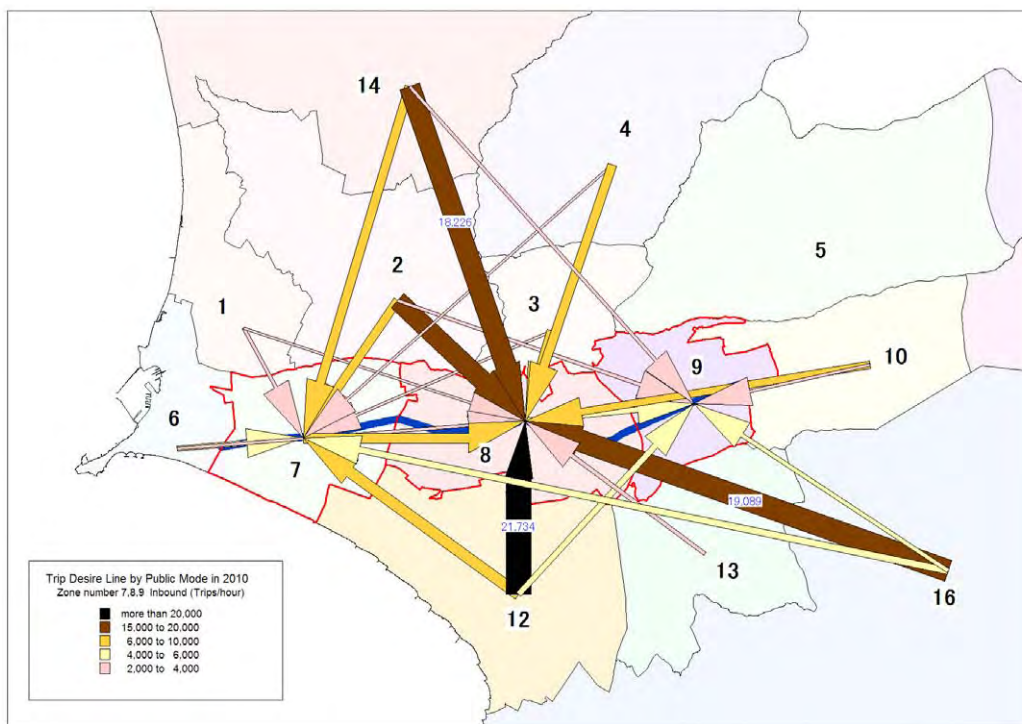 14
4
18.226
5
2
3
1
9
10
6
8
7
19.089
21.734
13
16
12
Trip Desire Line by Public Mode in 2010
Zone number 7,8,9 Inbound (Trips/hour)
more than 20,000
15,000 to 20,000
6,000 to 10,000
4,000 to 6,000
2,000 to 4,000